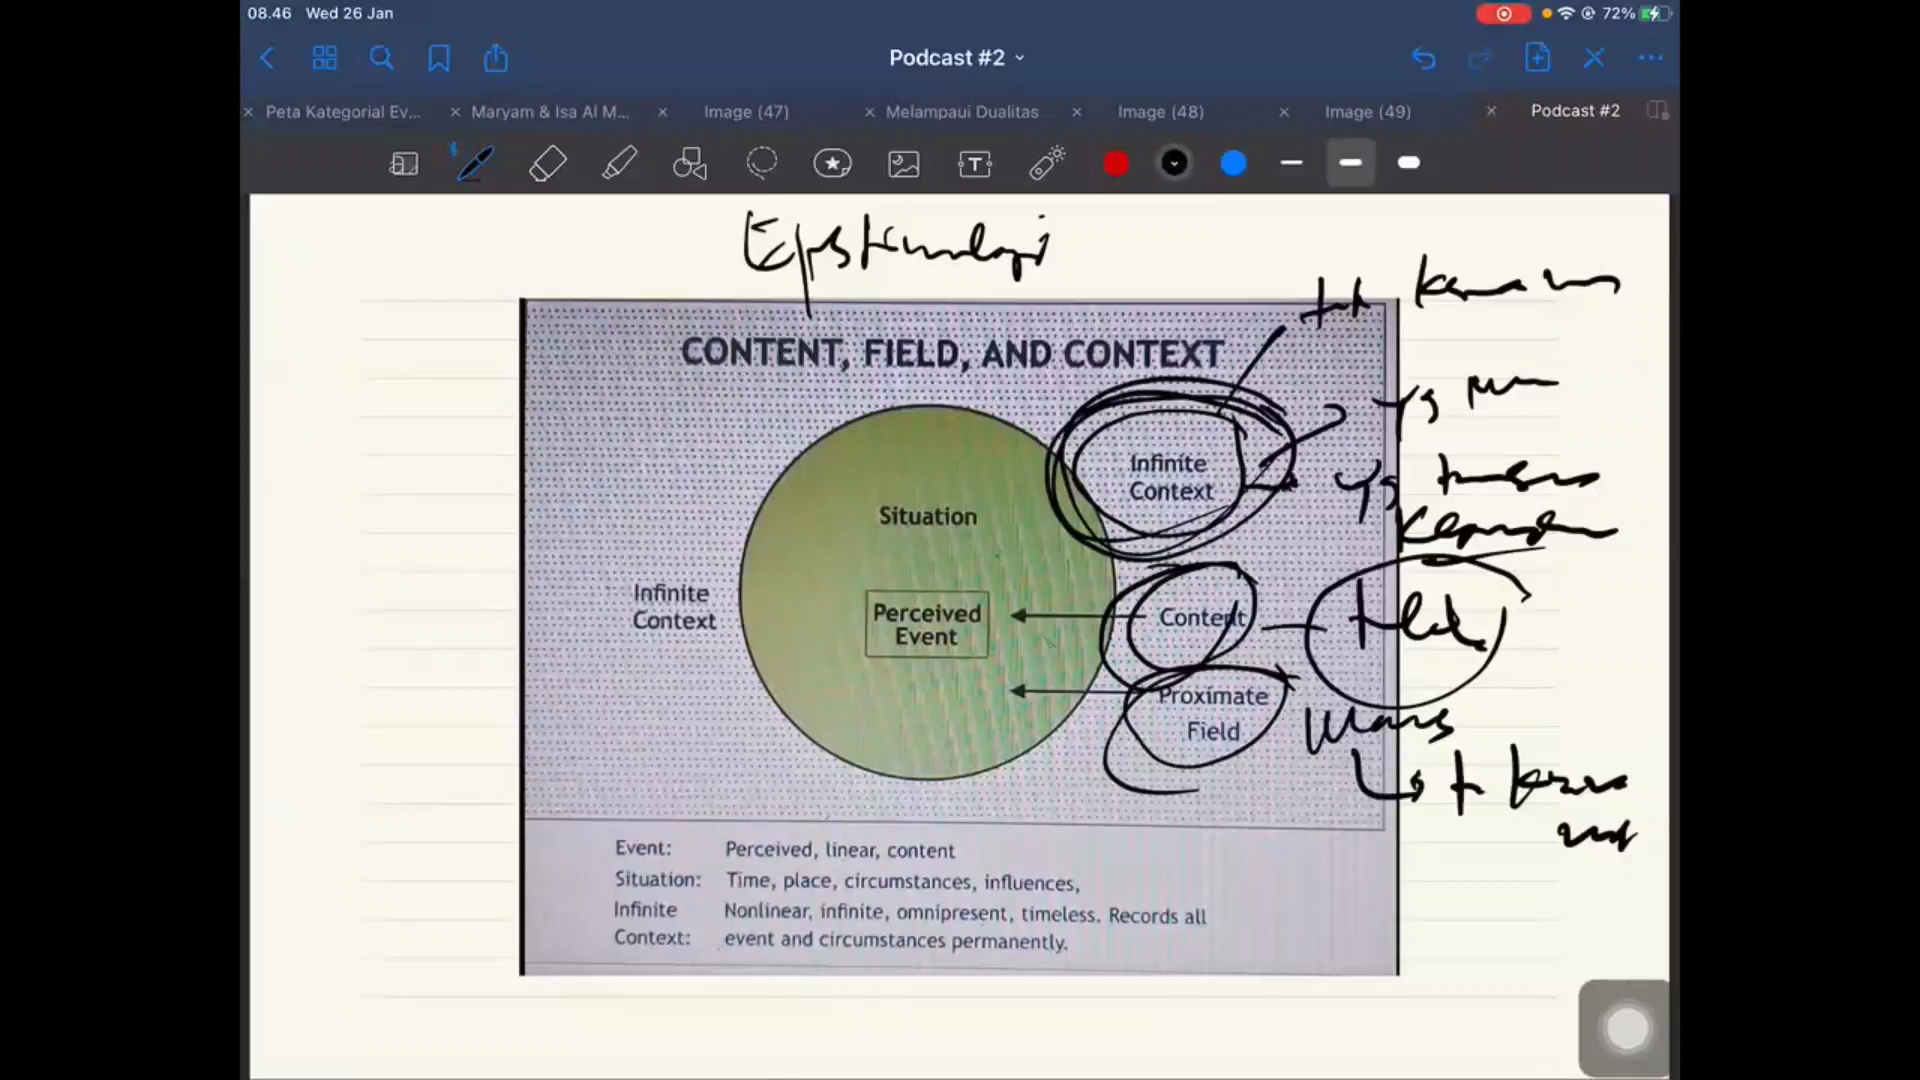 08.46 Wed 26 Jan
72%
Podcast #2
Peta Kategorial Ev...
Maryam & Isa Al M...
Image (47)
Melampaui Dualitas
Image (48)
Image (49)
Podcast #2
T
Epistemologi
CONTENT, FIELD, AND CONTEXT
Infinite
Context
yg
yg
Situation
Infinite
Context
Perceived
Event
Content
Proximate
Field
Event: Perceived, linear, content
Situation: Time, place, circumstances, influences,
Infinite Nonlinear, infinite, omnipresent, timeless. Records all
Context: event and circumstances permanently.